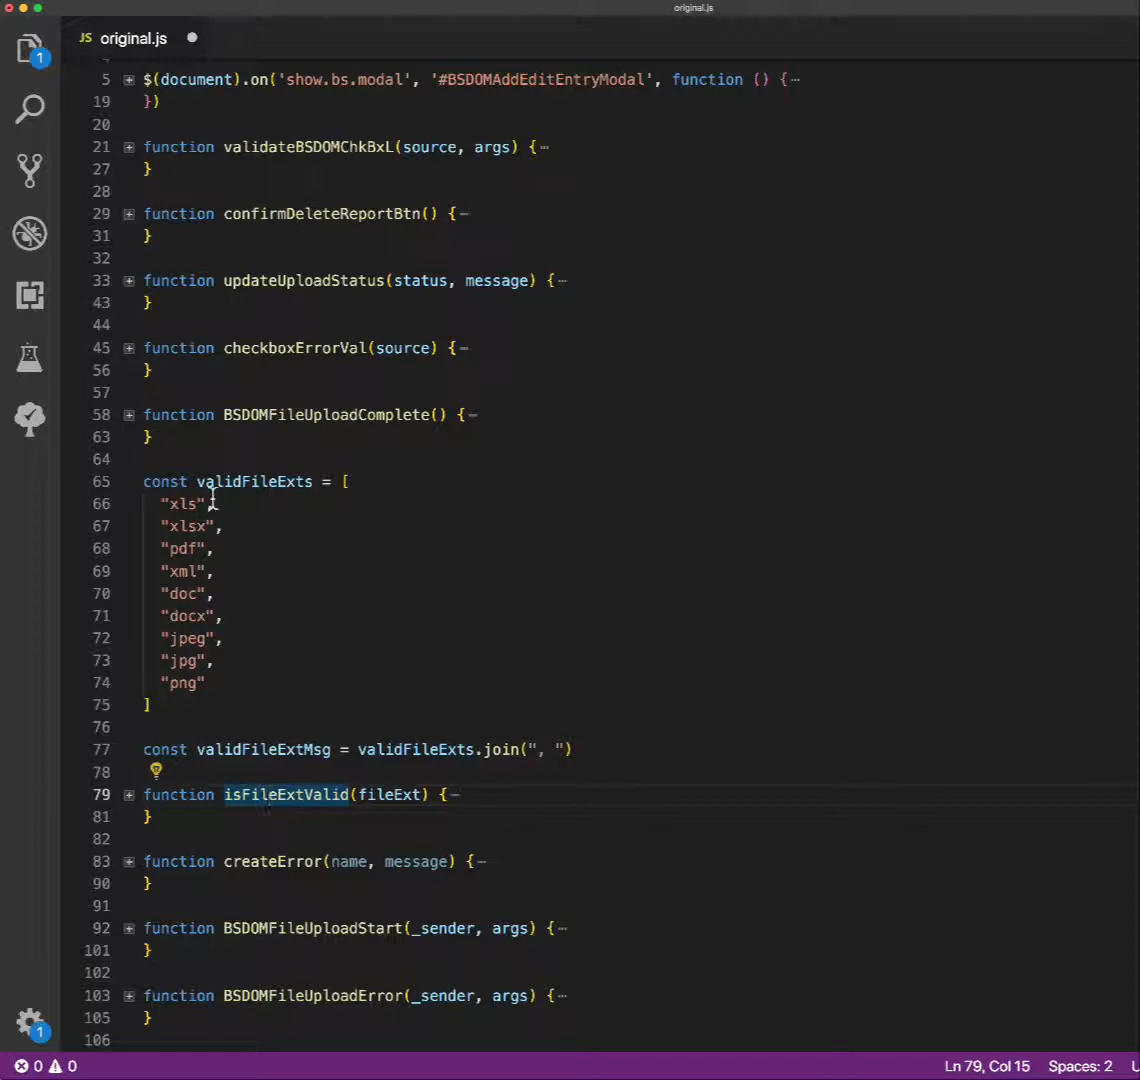 original.js
JS original.js
1
5 $(document).on('show.bs.modal', '#BSDOMAddEditEntryModal', function () {
19 })
20
21 function validateBSDOMChkBxL(source, args) {
27 }
28
29 function confirmDeleteReportBtn() {
31 }
32
33 function updateUploadStatus(status, message) {
43 }
44
45 function checkboxErrorVal(source) {
56 }
57
58 function BSDOMFileUploadComplete() {
63 }
64
65 const validFileExts = [
66 "xls",
67 "xlsx",
68 "pdf",
69 "xml",
70 "doc",
71 "docx",
72 "jpeg",
73 "jpg",
74 "png"
75 ]
76
77 const validFileExtMsg = validFileExts.join(", ")
78
79 function isFileExtValid(fileExt) {
81 }
82
83 function createError(name, message) {
90 }
91
92 function BSDOMFileUploadStart(_sender, args) {
101 }
102
103 function BSDOMFileUploadError(_sender, args) {
105 }
106
1
0 0 Ln 79, Col 15 Spaces: 2